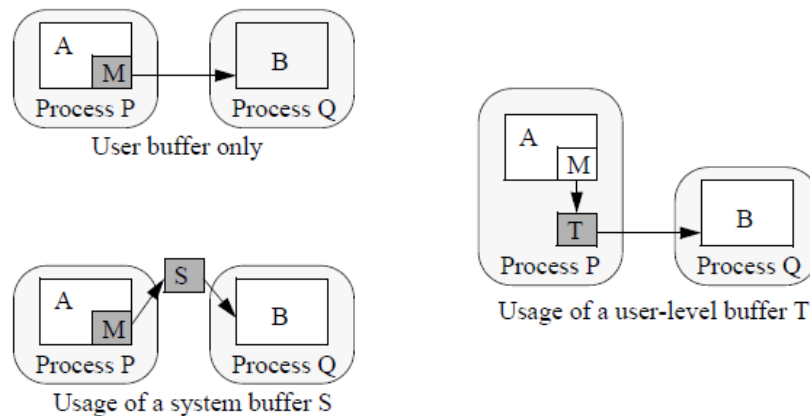 A
M
B
Process P
Process Q
User buffer only
A
M
S
B
Process P
Process Q
Usage of a system buffer S
A
M
T
B
Process P
Process Q
Usage of a user-level buffer T